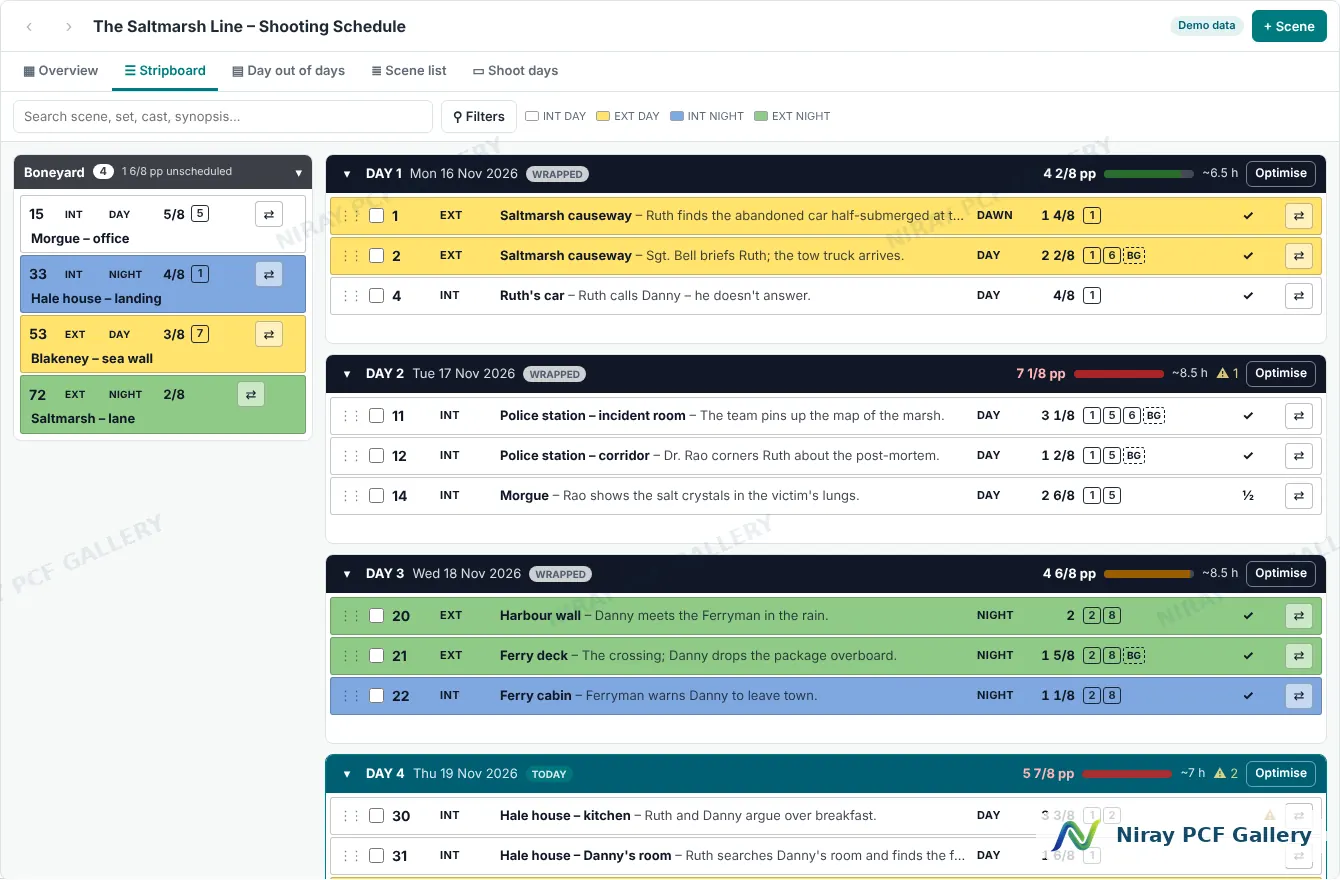 ‹ › The Saltmarsh Line – Shooting Schedule Demo data + Scene
Overview Stripboard Day out of days Scene list Shoot days
Search scene, set, cast, synopsis... Filters INT DAY EXT DAY INT NIGHT EXT NIGHT
Boneyard 4 1 6/8 pp unscheduled ▾
15 INT DAY 5/8 5 ⇄
Morgue – office
33 INT NIGHT 4/8 1 ⇄
Hale house – landing
53 EXT DAY 3/8 7 ⇄
Blakeney – sea wall
72 EXT NIGHT 2/8 ⇄
Saltmarsh – lane
▾ DAY 1 Mon 16 Nov 2026 WRAPPED 4 2/8 pp ~6.5 h Optimise
1 EXT Saltmarsh causeway – Ruth finds the abandoned car half-submerged at t... DAWN 1 4/8 1 ✔ ⇄
2 EXT Saltmarsh causeway – Sgt. Bell briefs Ruth; the tow truck arrives. DAY 2 2/8 1 6 BG ✔ ⇄
4 INT Ruth's car – Ruth calls Danny – he doesn't answer. DAY 4/8 1 ✔ ⇄
▾ DAY 2 Tue 17 Nov 2026 WRAPPED 7 1/8 pp ~8.5 h ⚠ 1 Optimise
11 INT Police station – incident room – The team pins up the map of the marsh. DAY 3 1/8 1 5 6 BG ✔ ⇄
12 INT Police station – corridor – Dr. Rao corners Ruth about the post-mortem. DAY 1 2/8 1 5 BG ✔ ⇄
14 INT Morgue – Rao shows the salt crystals in the victim's lungs. DAY 2 6/8 1 5 ½ ⇄
▾ DAY 3 Wed 18 Nov 2026 WRAPPED 4 6/8 pp ~8.5 h Optimise
20 EXT Harbour wall – Danny meets the Ferryman in the rain. NIGHT 2 2 8 ✔ ⇄
21 EXT Ferry deck – The crossing; Danny drops the package overboard. NIGHT 1 5/8 2 8 BG ✔ ⇄
22 INT Ferry cabin – Ferryman warns Danny to leave town. NIGHT 1 1/8 2 8 ✔ ⇄
▾ DAY 4 Thu 19 Nov 2026 TODAY 5 7/8 pp ~7 h ⚠ 2 Optimise
30 INT Hale house – kitchen – Ruth and Danny argue over breakfast. DAY 3 3/8 1 2 ⚠ ⇄
31 INT Hale house – Danny's room – Ruth searches Danny's room and finds the f... DAY 1 6/8 1 ⇄
Niray PCF Gallery